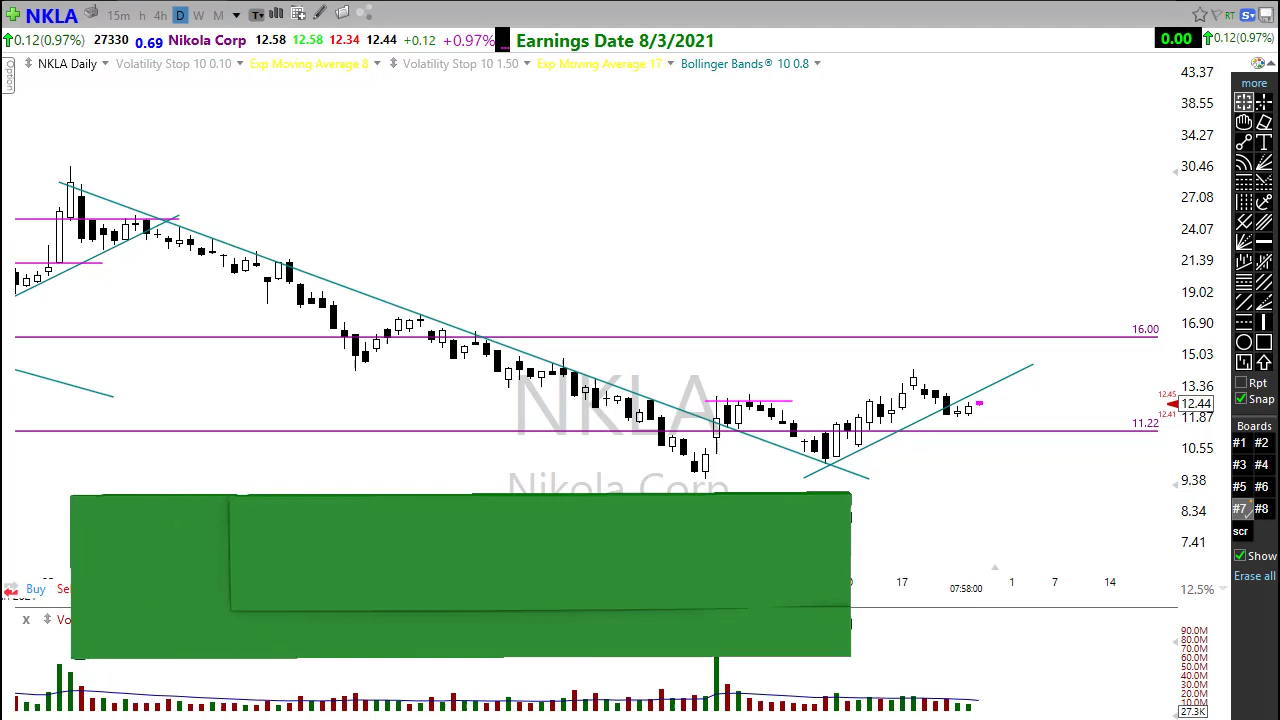 NKLA 15m h 4h D W M T
0.12(0.97%) 27330 0.69 Nikola Corp 12.58 12.58 12.34 12.44 +0.12 +0.97% Earnings Date 8/3/2021 0.00 0.12(0.97%)
RT
Option
NKLA Daily Volatility Stop 10 0.10 Exp Moving Average 8 Volatility Stop 10 1.50 Exp Moving Average 17 Bollinger Bands® 10 0.8
43.37
38.55
34.27
30.46
27.08
24.07
21.39
19.02
16.00
16.90
15.03
13.36
12.45
12.44
12.41
11.87
11.22
10.55
9.38
8.34
7.41
NKLA
Nikola Corp
Buy
17 1 7 14
07:58:00
12.5%
x Vo
90.0M
80.0M
70.0M
60.0M
50.0M
40.0M
30.0M
20.0M
10.0M
27.3K
more
T
Rpt
Snap
Boards
#1 #2
#3 #4
#5 #6
#7 #8
scr
Show
Erase all